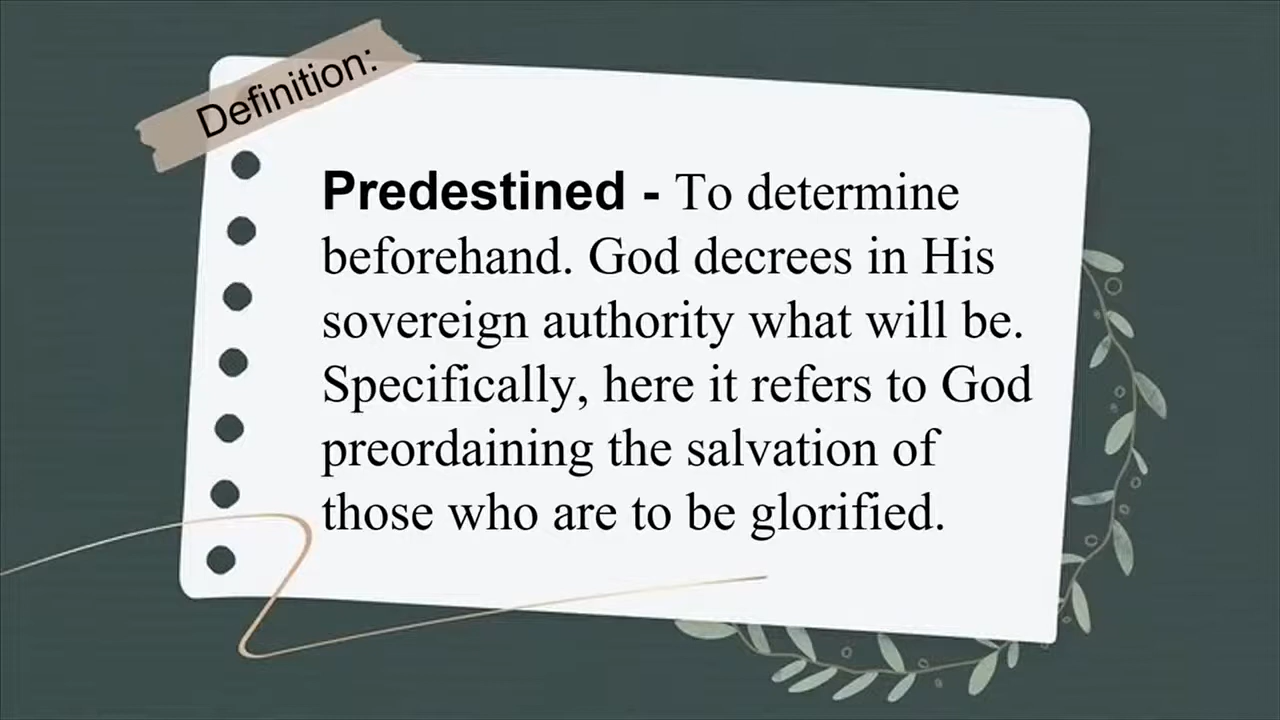 Definition:
Predestined - To determine
beforehand. God decrees in His
sovereign authority what will be.
Specifically, here it refers to God
preordaining the salvation of
those who are to be glorified.